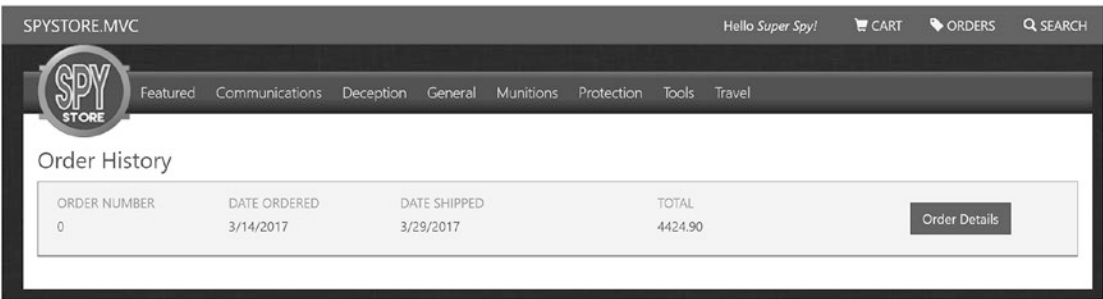 SPYSTORE.MVC Hello Super Spy! CART ORDERS SEARCH
SPY
STORE
Featured Communications Deception General Munitions Protection Tools Travel
Order History
ORDER NUMBER DATE ORDERED DATE SHIPPED TOTAL
0 3/14/2017 3/29/2017 4424.90
Order Details